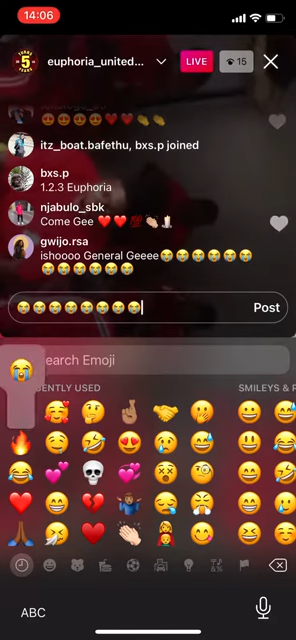 14:06
5
euphoria_united...
LIVE
15
itz_boat.bafethu, bxs.p joined
bxs.p
1.2.3 Euphoria
njabulo_sbk
Come Gee ❤️❤️💯👏🏽🕯️
gwijo.rsa
ishoooo General Geeee😭😭😭😭😭😭
😭😭😭😭😭😭
😭😭😭😭😭😭😭😭
Post
earch Emoji
ENTLY USED
SMILEYS & P
ABC